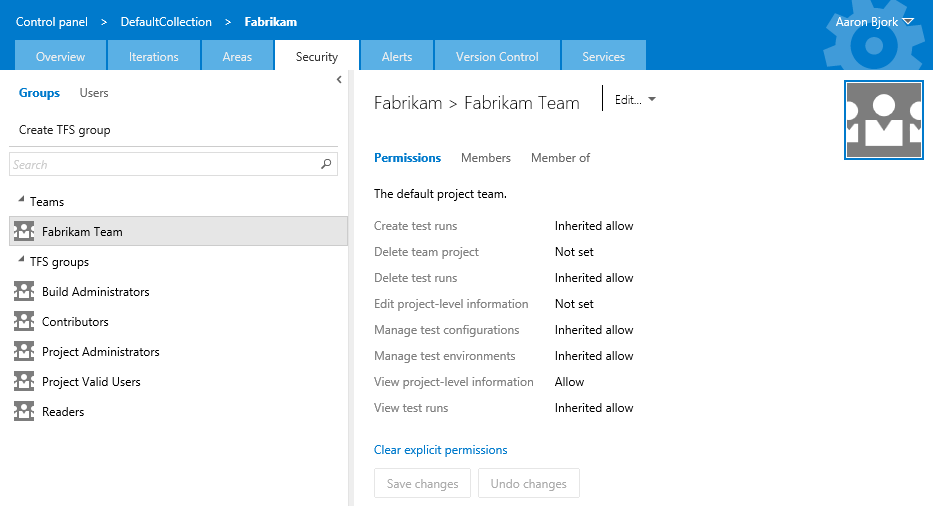 Control panel > DefaultCollection > Fabrikam
Aaron Bjork
Overview Iterations Areas Security Alerts Version Control Services
Groups Users
Create TFS group
Search
Teams
Fabrikam Team
TFS groups
Build Administrators
Contributors
Project Administrators
Project Valid Users
Readers
Fabrikam > Fabrikam Team
Edit...
Permissions Members Member of
The default project team.
Create test runs Inherited allow
Delete team project Not set
Delete test runs Inherited allow
Edit project-level information Not set
Manage test configurations Inherited allow
Manage test environments Inherited allow
View project-level information Allow
View test runs Inherited allow
Clear explicit permissions
Save changes Undo changes